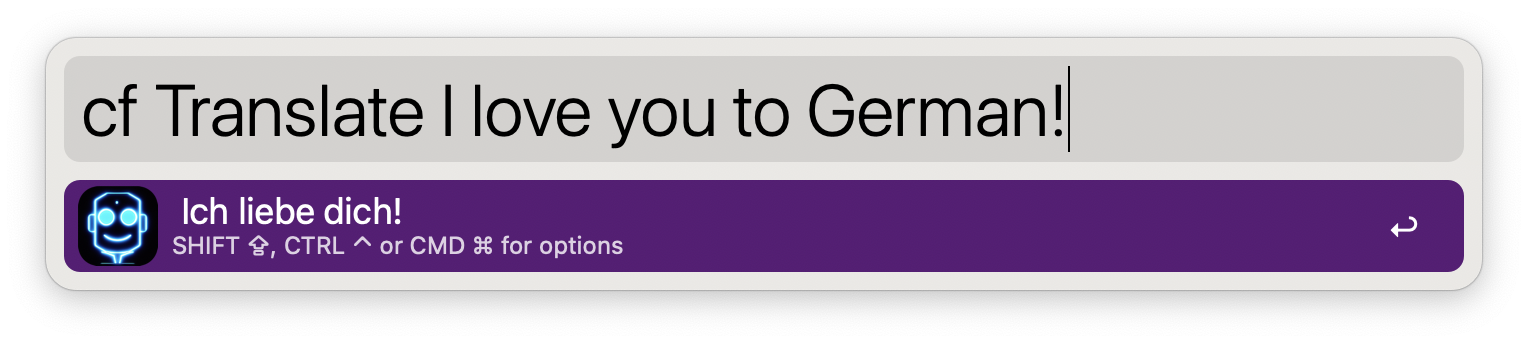 cf Translate I love you to German!
Ich liebe dich!
SHIFT ⇪, CTRL ⌃ or CMD ⌘ for options